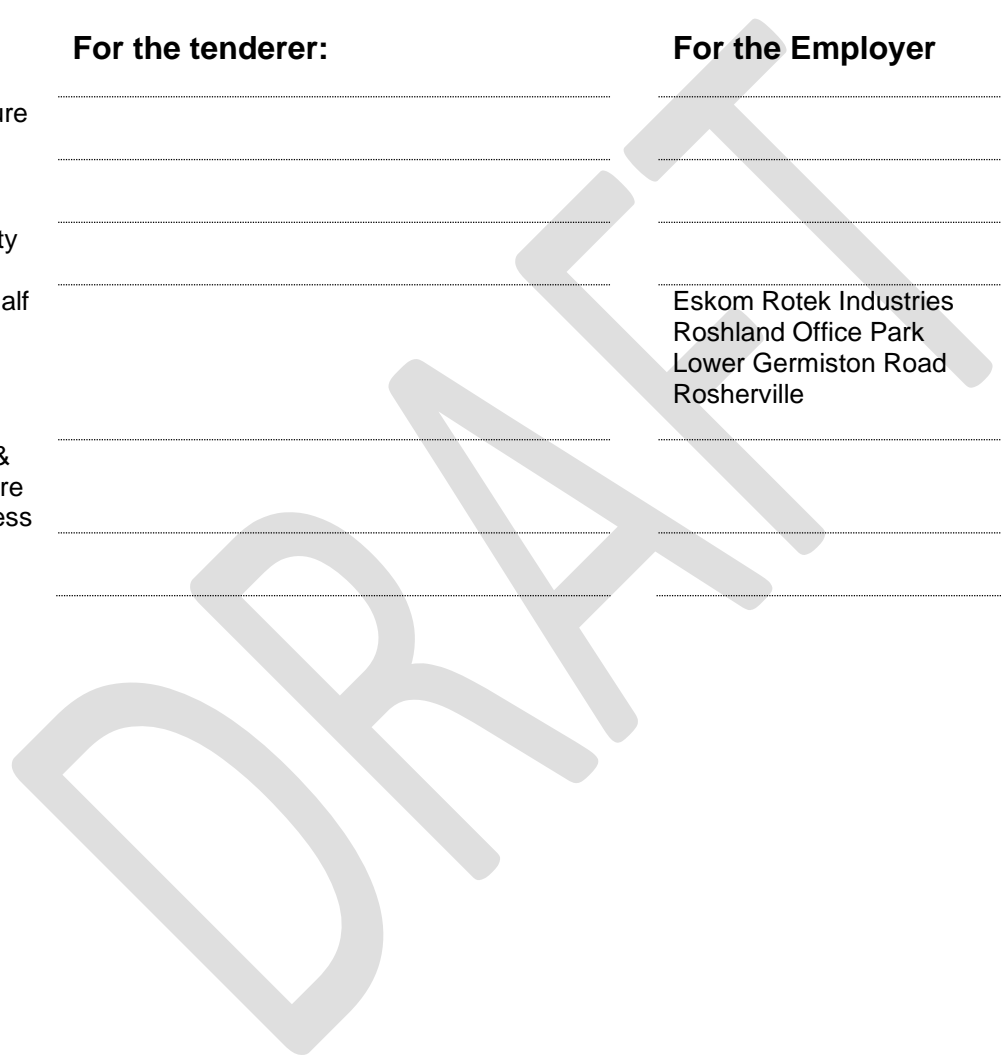 For the tenderer: For the Employer
ure
ty
alf
Eskom Rotek Industries
Roshland Office Park
Lower Germiston Road
Rosherville
&
re
ess
DRAFT